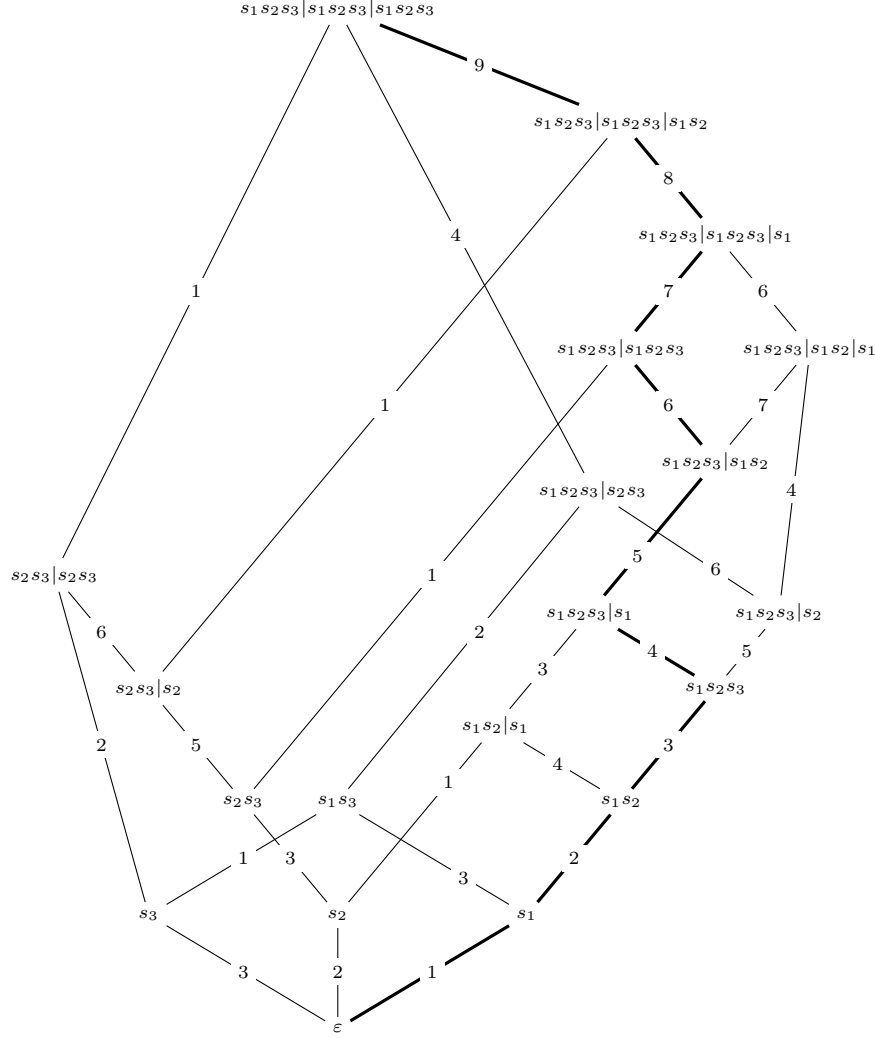 s₁s₂s₃|s₁s₂s₃|s₁s₂s₃
9
s₁s₂s₃|s₁s₂s₃|s₁s₂
8
4
s₁s₂s₃|s₁s₂s₃|s₁
1 7 6
s₁s₂s₃|s₁s₂s₃ s₁s₂s₃|s₁s₂|s₁
1 6 7
s₁s₂s₃|s₁s₂
s₁s₂s₃|s₂s₃ 4
5
6
s₂s₃|s₂s₃ 1
s₁s₂s₃|s₁ s₁s₂s₃|s₂
6 2 4 5
3
s₂s₃|s₂ s₁s₂s₃
s₁s₂|s₁
2 5 3
4
1
s₂s₃ s₁s₃ s₁s₂
1 3 2
3
s₃ s₂ s₁
3 2 1
ε